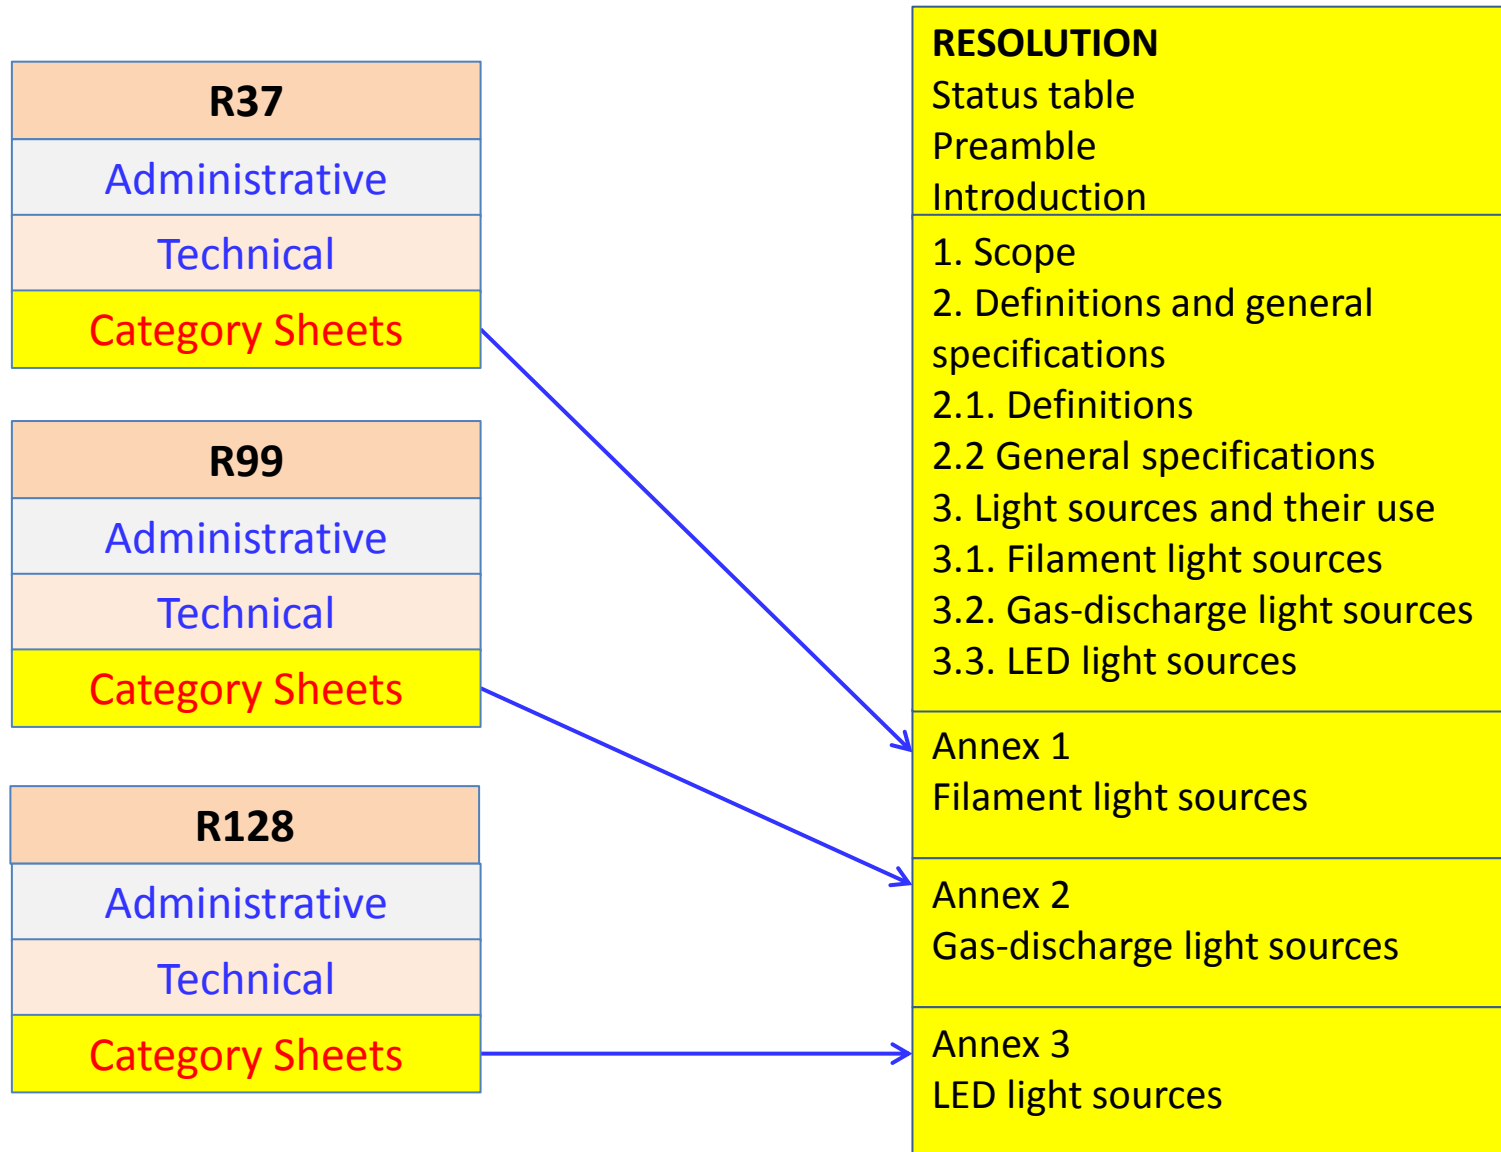 R37
Administrative
Technical
Category Sheets
R99
Administrative
Technical
Category Sheets
R128
Administrative
Technical
Category Sheets
RESOLUTION
Status table
Preamble
Introduction
1. Scope
2. Definitions and general
specifications
2.1. Definitions
2.2 General specifications
3. Light sources and their use
3.1. Filament light sources
3.2. Gas-discharge light sources
3.3. LED light sources
Annex 1
Filament light sources
Annex 2
Gas-discharge light sources
Annex 3
LED light sources